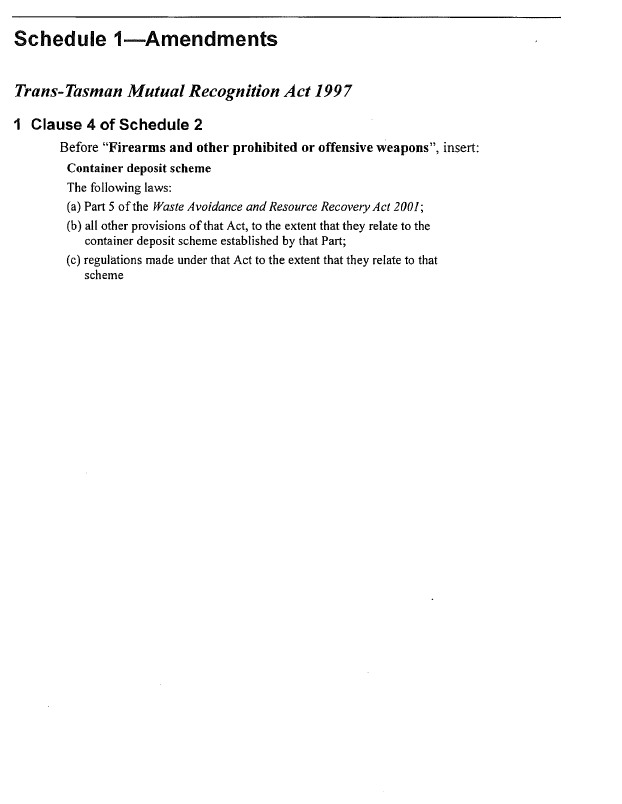 Schedule 1—Amendments
Trans-Tasman Mutual Recognition Act 1997
1 Clause 4 of Schedule 2
Before “Firearms and other prohibited or offensive weapons”, insert:
Container deposit scheme
The following laws:
(a) Part 5 of the Waste Avoidance and Resource Recovery Act 2001;
(b) all other provisions of that Act, to the extent that they relate to the
container deposit scheme established by that Part;
(c) regulations made under that Act to the extent that they relate to that
scheme